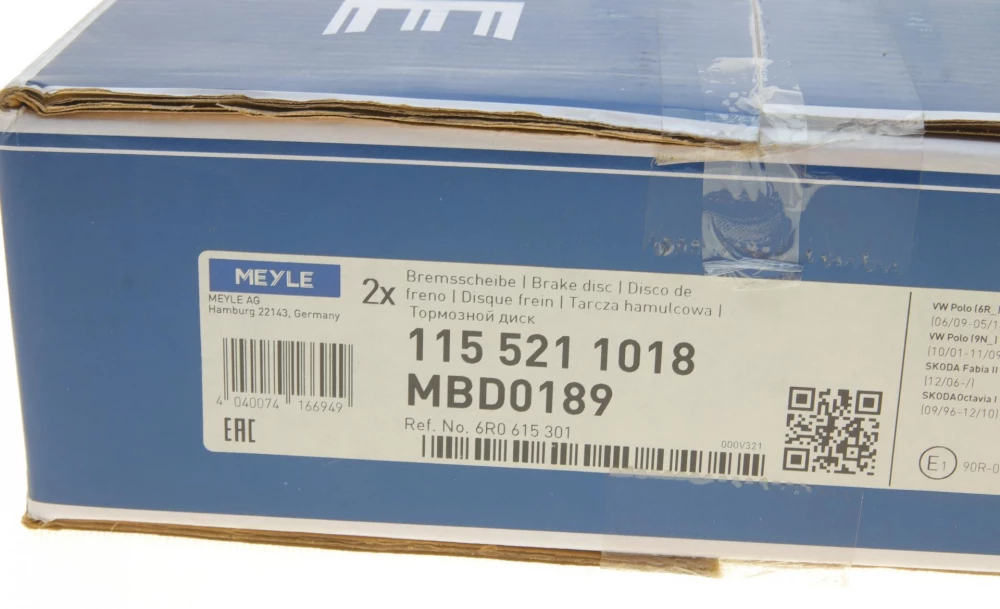 MEYLE
MEYLE AG
Hamburg 22143, Germany
2x
Bremsscheibe | Brake disc | Disco de
freno | Disque frein | Tarcza hamulcowa |
Тормозной диск
115 521 1018
MBD0189
Ref. No. 6R0 615 301
4 040074 166949
EAC
000V321
VW Polo (6R_)
(06/09-05/1
VW Polo (9N_)
(10/01-11/09
SKODA Fabia II
(12/06-/)
SKODAOctavia I
(09/96-12/10)
E1
90R-0